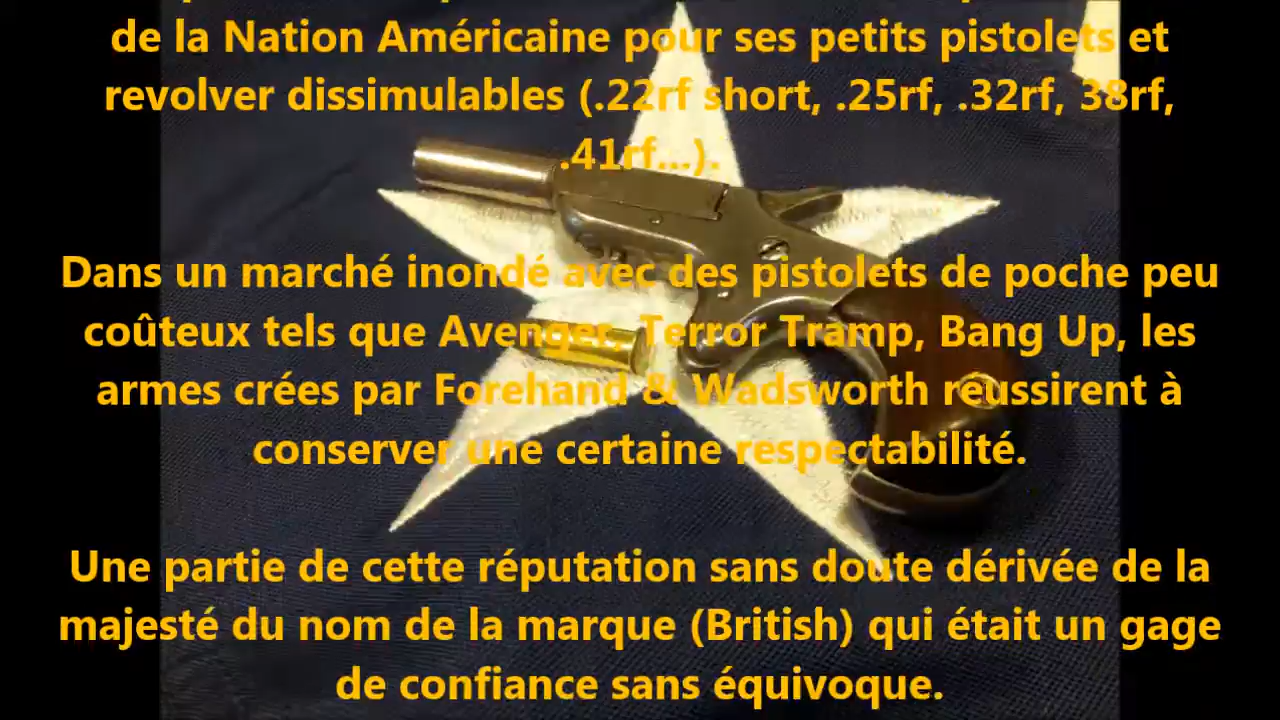 de la Nation Américaine pour ses petits pistolets et
revolver dissimulables (.22rf short, .25rf, .32rf, 38rf,
.41rf...).
Dans un marché inondé avec des pistolets de poche peu
coûteux tels que Avenger, Terror Tramp, Bang Up, les
armes crées par Forehand & Wadsworth reussirent à
conserver une certaine respectabilité.
Une partie de cette réputation sans doute dérivée de la
majesté du nom de la marque (British) qui était un gage
de confiance sans équivoque.